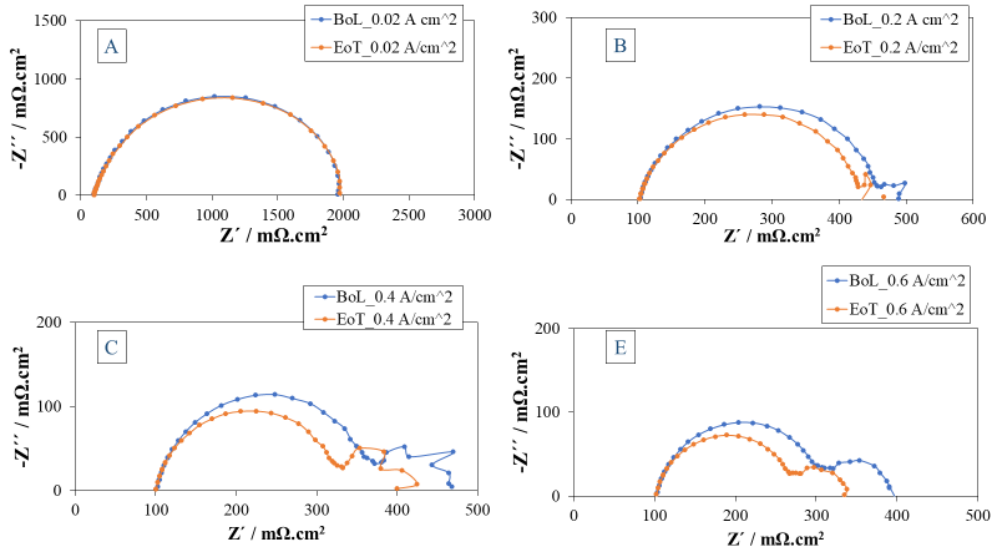 A
BoL_0.02 A cm^2
EoT_0.02 A/cm^2
-Z´´ / mΩ.cm²
1500
1000
500
0
0 500 1000 1500 2000 2500 3000
Z´ / mΩ.cm²
B
BoL_0.2 A cm^2
EoT_0.2 A/cm^2
-Z´´ / mΩ.cm²
300
200
100
0
0 100 200 300 400 500 600
Z´ / mΩ.cm²
C
BoL_0.4 A/cm^2
EoT_0.4 A/cm^2
-Z´´ / mΩ.cm²
200
100
0
0 100 200 300 400 500
Z´ / mΩ.cm²
E
BoL_0.6 A/cm^2
EoT_0.6 A/cm^2
-Z´´ / mΩ.cm²
200
100
0
0 100 200 300 400 500
Z´ / mΩ.cm²